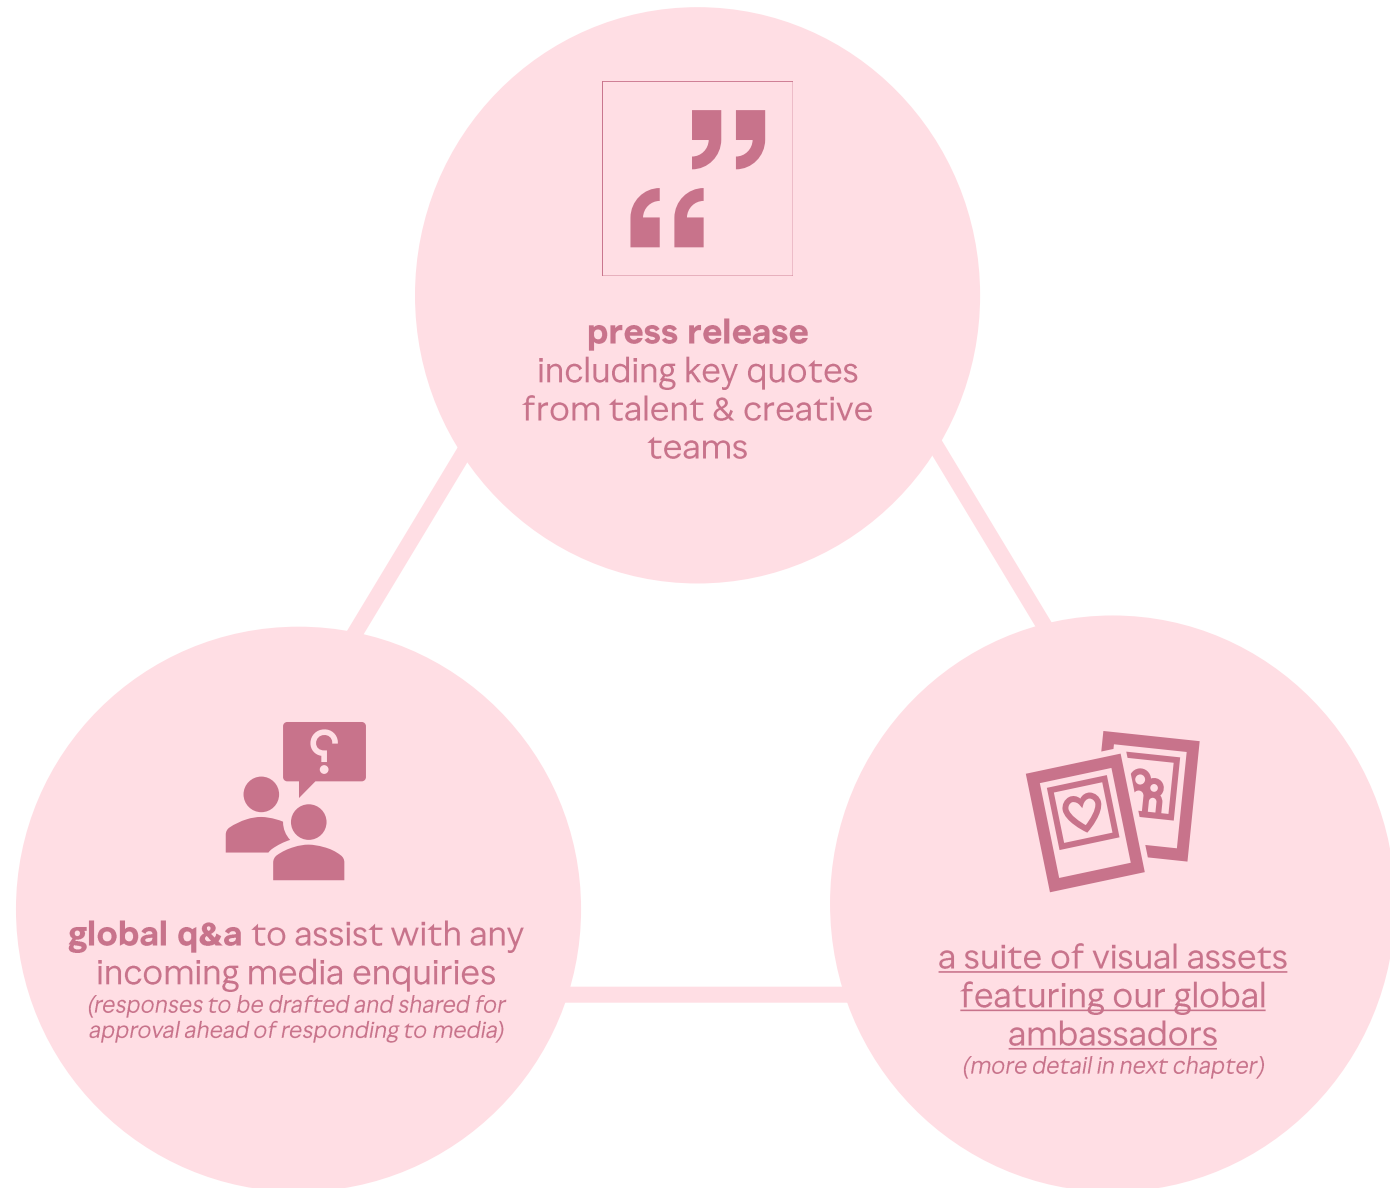 press release
including key quotes
from talent & creative
teams
global q&a to assist with any
incoming media enquiries
(responses to be drafted and shared for
approval ahead of responding to media)
a suite of visual assets
featuring our global
ambassadors
(more detail in next chapter)